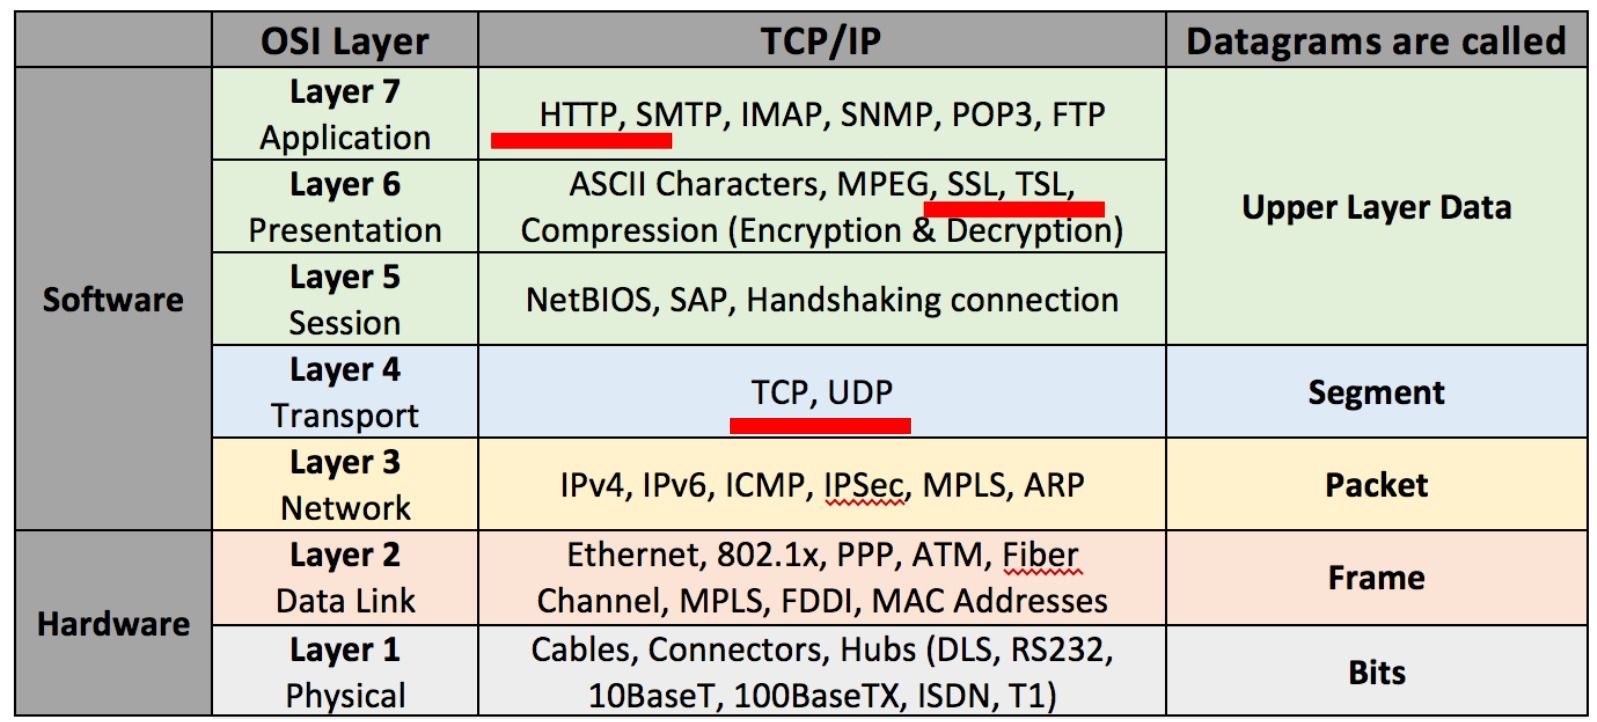 OSI Layer TCP/IP Datagrams are called
Software
Layer 7
Application
HTTP, SMTP, IMAP, SNMP, POP3, FTP
Layer 6
Presentation
ASCII Characters, MPEG, SSL, TSL,
Compression (Encryption & Decryption)
Layer 5
Session
NetBIOS, SAP, Handshaking connection
Upper Layer Data
Layer 4
Transport
TCP, UDP
Segment
Layer 3
Network
IPv4, IPv6, ICMP, IPSec, MPLS, ARP
Packet
Hardware
Layer 2
Data Link
Ethernet, 802.1x, PPP, ATM, Fiber
Channel, MPLS, FDDI, MAC Addresses
Frame
Layer 1
Physical
Cables, Connectors, Hubs (DLS, RS232,
10BaseT, 100BaseTX, ISDN, T1)
Bits